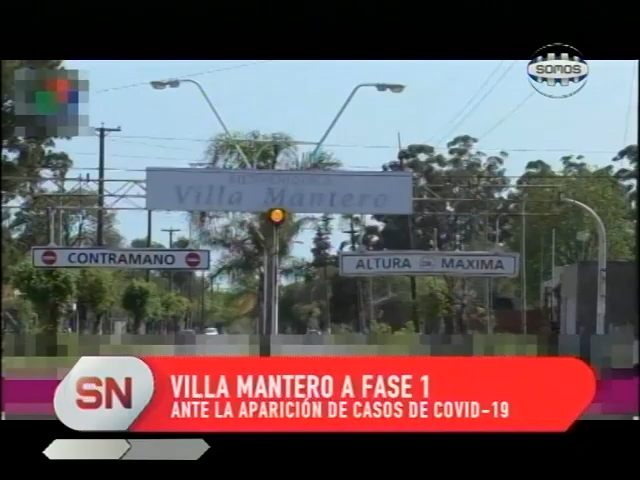 SOMOS
BIENVENIDOS A
Villa Mantero
CONTRAMANO
ALTURA MAXIMA
SN
VILLA MANTERO A FASE 1
ANTE LA APARICIÓN DE CASOS DE COVID-19